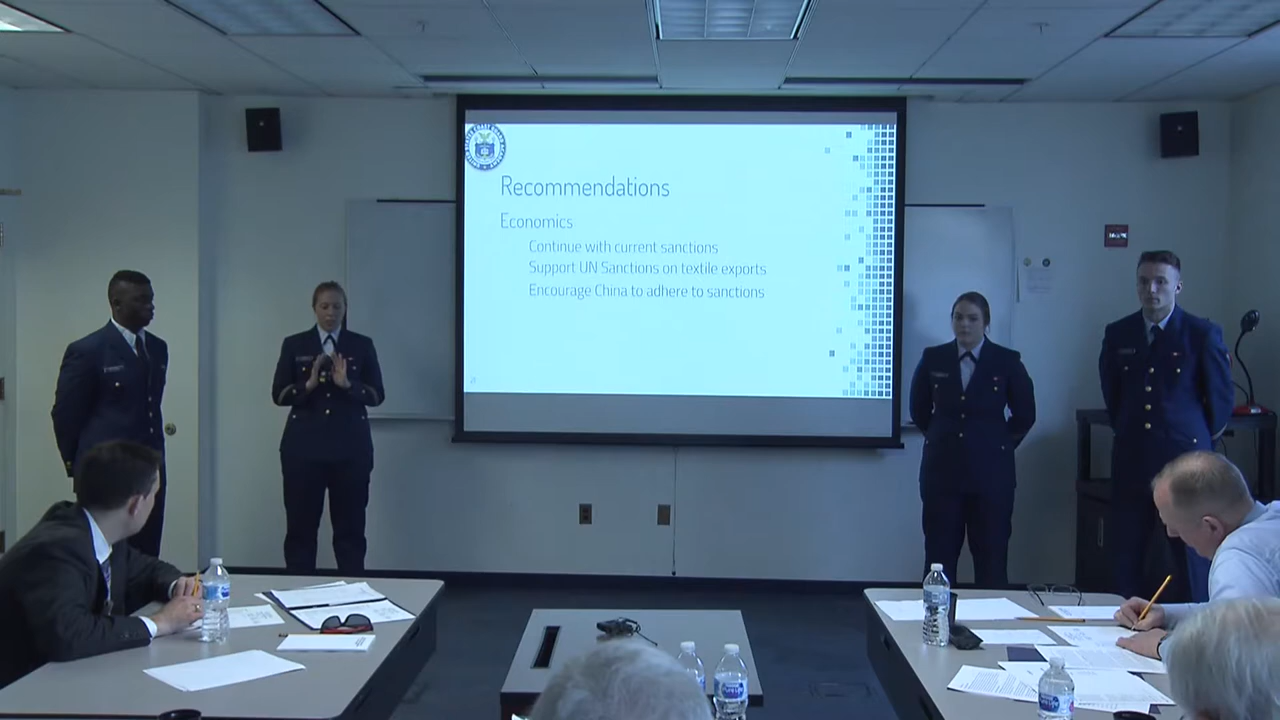 Recommendations
Economics
Continue with current sanctions
Support UN Sanctions on textile exports
Encourage China to adhere to sanctions